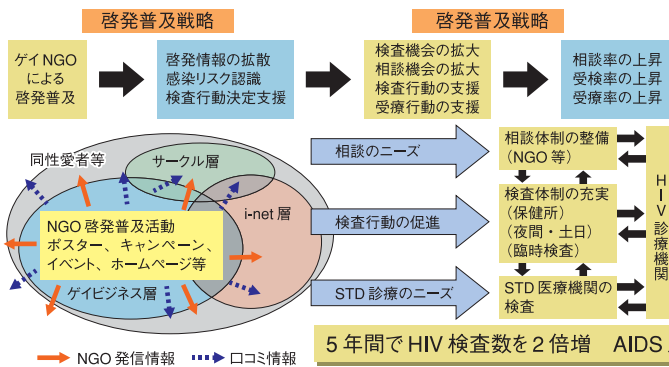 啓発普及戦略
啓発普及戦略
ゲイNGO
による
啓発普及
啓発情報の拡散
感染リスク認識
検査行動決定支援
検査機会の拡大
相談機会の拡大
検査行動の支援
受療行動の支援
相談率の上昇
受検率の上昇
受療率の上昇
同性愛者等
サークル層
i-net層
NGO啓発普及活動
ポスター、キャンペーン、
イベント、ホームページ等
ゲイビジネス層
相談のニーズ
検査行動の促進
STD診療のニーズ
相談体制の整備
(NGO等)
検査体制の充実
(保健所)
(夜間・土日)
(臨時検査)
STD医療機関の
検査
HIV診療機関
NGO発信情報
口コミ情報
5年間でHIV検査数を2倍増 AIDS